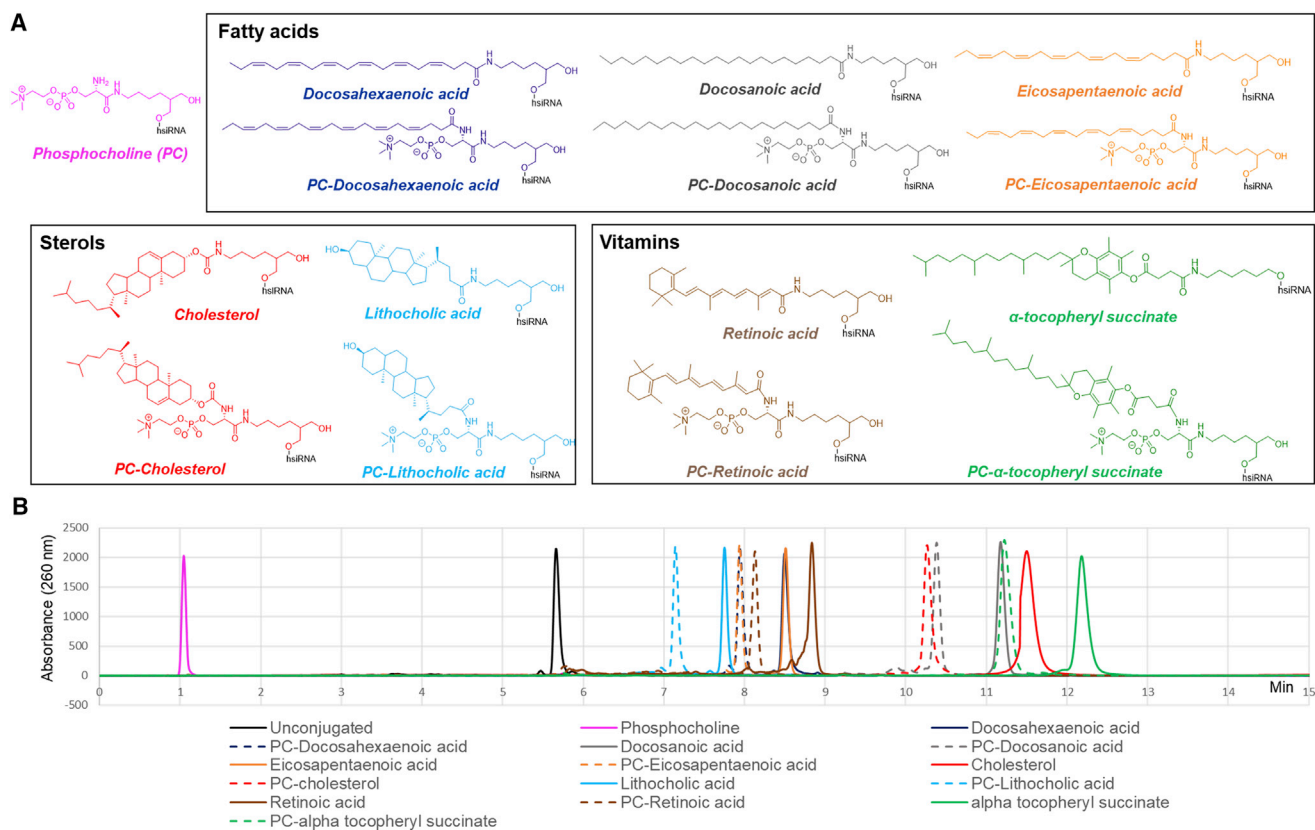 A
Fatty acids
Docosahexaenoic acid
Docosanoic acid
Eicosapentaenoic acid
Phosphocholine (PC)
PC-Docosahexaenoic acid
PC-Docosanoic acid
PC-Eicosapentaenoic acid
Sterols
Cholesterol
Lithocholic acid
PC-Cholesterol
PC-Lithocholic acid
Vitamins
Retinoic acid
α-tocopheryl succinate
PC-Retinoic acid
PC-α-tocopheryl succinate
B
Absorbance (260 nm)
2500
2000
1500
1000
500
0
-500
0 1 2 3 4 5 6 7 8 9 10 11 12 13 14 15
Min
Unconjugated
Phosphocholine
Docosahexaenoic acid
PC-Docosahexaenoic acid
Docosanoic acid
PC-Docosanoic acid
Eicosapentaenoic acid
PC-Eicosapentaenoic acid
Cholesterol
PC-cholesterol
Lithocholic acid
PC-Lithocholic acid
Retinoic acid
PC-Retinoic acid
alpha tocopheryl succinate
PC-alpha tocopheryl succinate